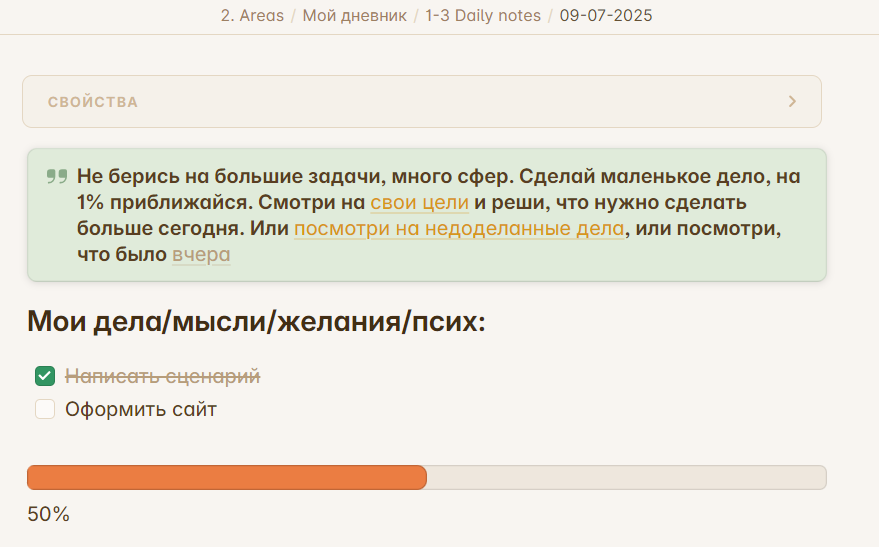 2. Areas / Мой дневник / 1-3 Daily notes / 09-07-2025
СВОЙСТВА
Не берись на большие задачи, много сфер. Сделай маленькое дело, на
1% приближайся. Смотри на свои цели и реши, что нужно сделать
больше сегодня. Или посмотри на недоделанные дела, или посмотри,
что было вчера
Мои дела/мысли/желания/псих:
Написать сценарий
Оформить сайт
50%